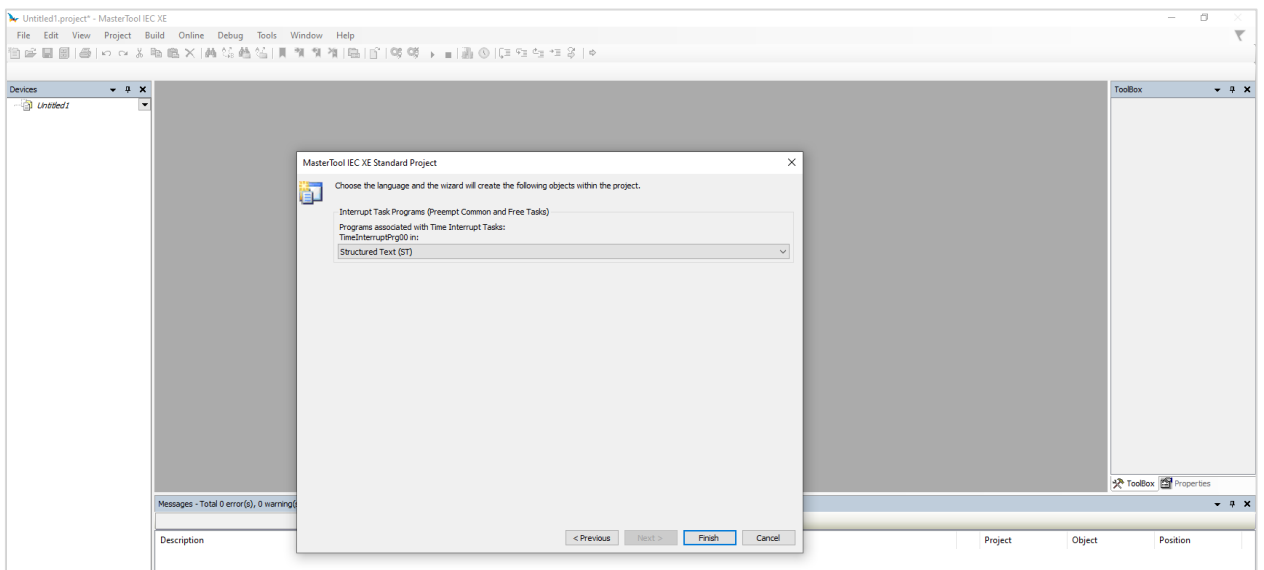 Untitled1.project* - MasterTool IEC XE
File Edit View Project Build Online Debug Tools Window Help
Devices
ToolBox
Untitled1
MasterTool IEC XE Standard Project
Choose the language and the wizard will create the following objects within the project.
Interrupt Task Programs (Preempt Common and Free Tasks)
Programs associated with Time Interrupt Tasks:
TimeInterruptPrg00 in:
Structured Text (ST)
ToolBox Properties
Messages - Total 0 error(s), 0 warning(s
< Previous Next > Finish Cancel
Description Project Object Position